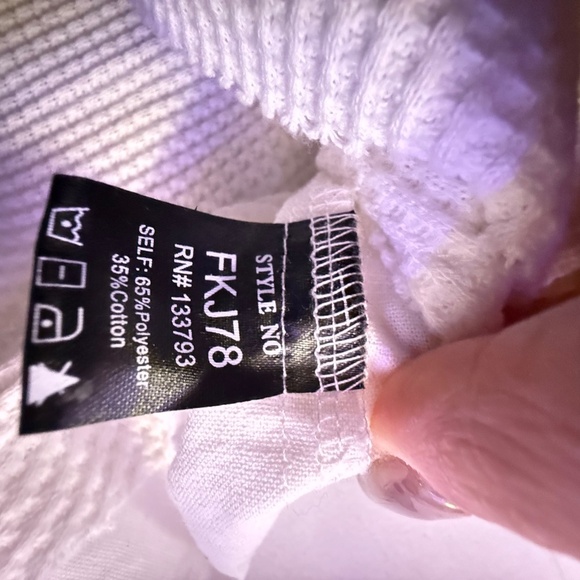 STYLE NO
FKJ78
RN# 133793
SELF: 65%Polyester
35%Cotton